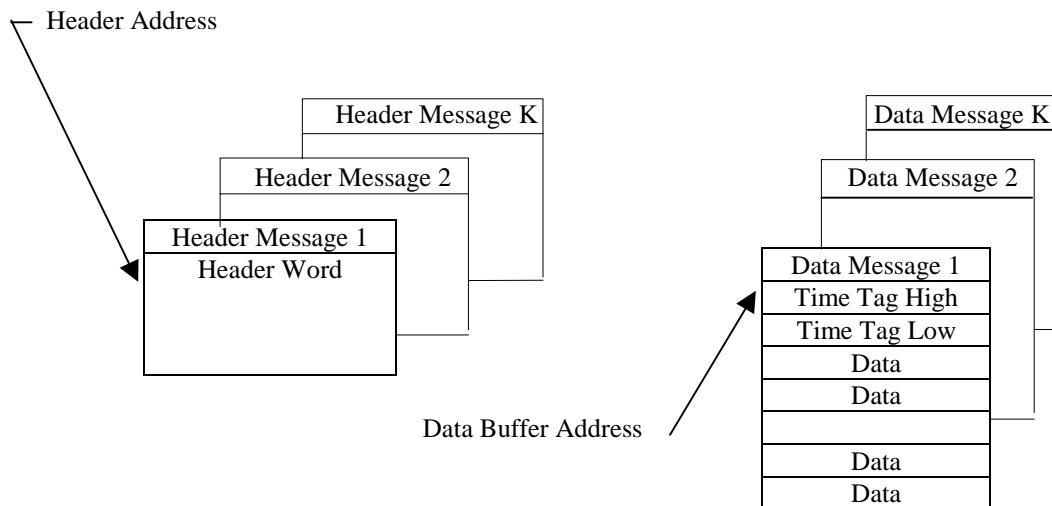 Header Address
Header Message K
Header Message 2
Header Message 1
Header Word
Data Message K
Data Message 2
Data Message 1
Time Tag High
Time Tag Low
Data
Data
Data
Data
Data Buffer Address